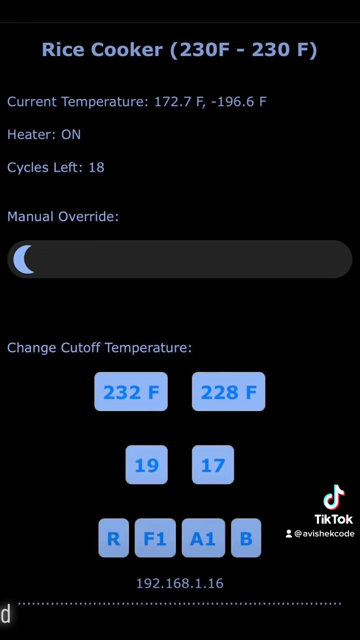 Rice Cooker (230F - 230 F)
Current Temperature: 172.7 F, -196.6 F
Heater: ON
Cycles Left: 18
Manual Override:
Change Cutoff Temperature:
232 F 228 F
19 17
TikTok
@avishekcode
R F1 A1 B
192.168.1.16
d